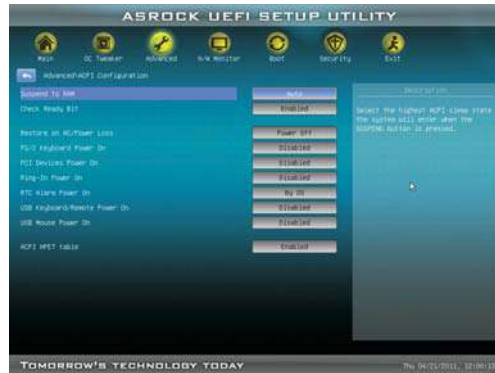 ASROCK UEFI SETUP UTILITY
Main OC Tweaker Advanced H/W Monitor Boot Security Exit
Advanced\ACPI Configuration
Suspend to RAM Auto
Check Ready Bit Enabled
Restore on AC/Power Loss Power Off
PS/2 Keyboard Power On Disabled
PCI Devices Power On Disabled
Ring-In Power On Disabled
RTC Alarm Power On By OS
USB Keyboard/Remote Power On Disabled
USB Mouse Power On Disabled
ACPI HPET table Enabled
Description
Select the highest ACPI sleep state
the system will enter when the
SUSPEND button is pressed.
TOMORROW'S TECHNOLOGY TODAY
Thu 04/21/2011,